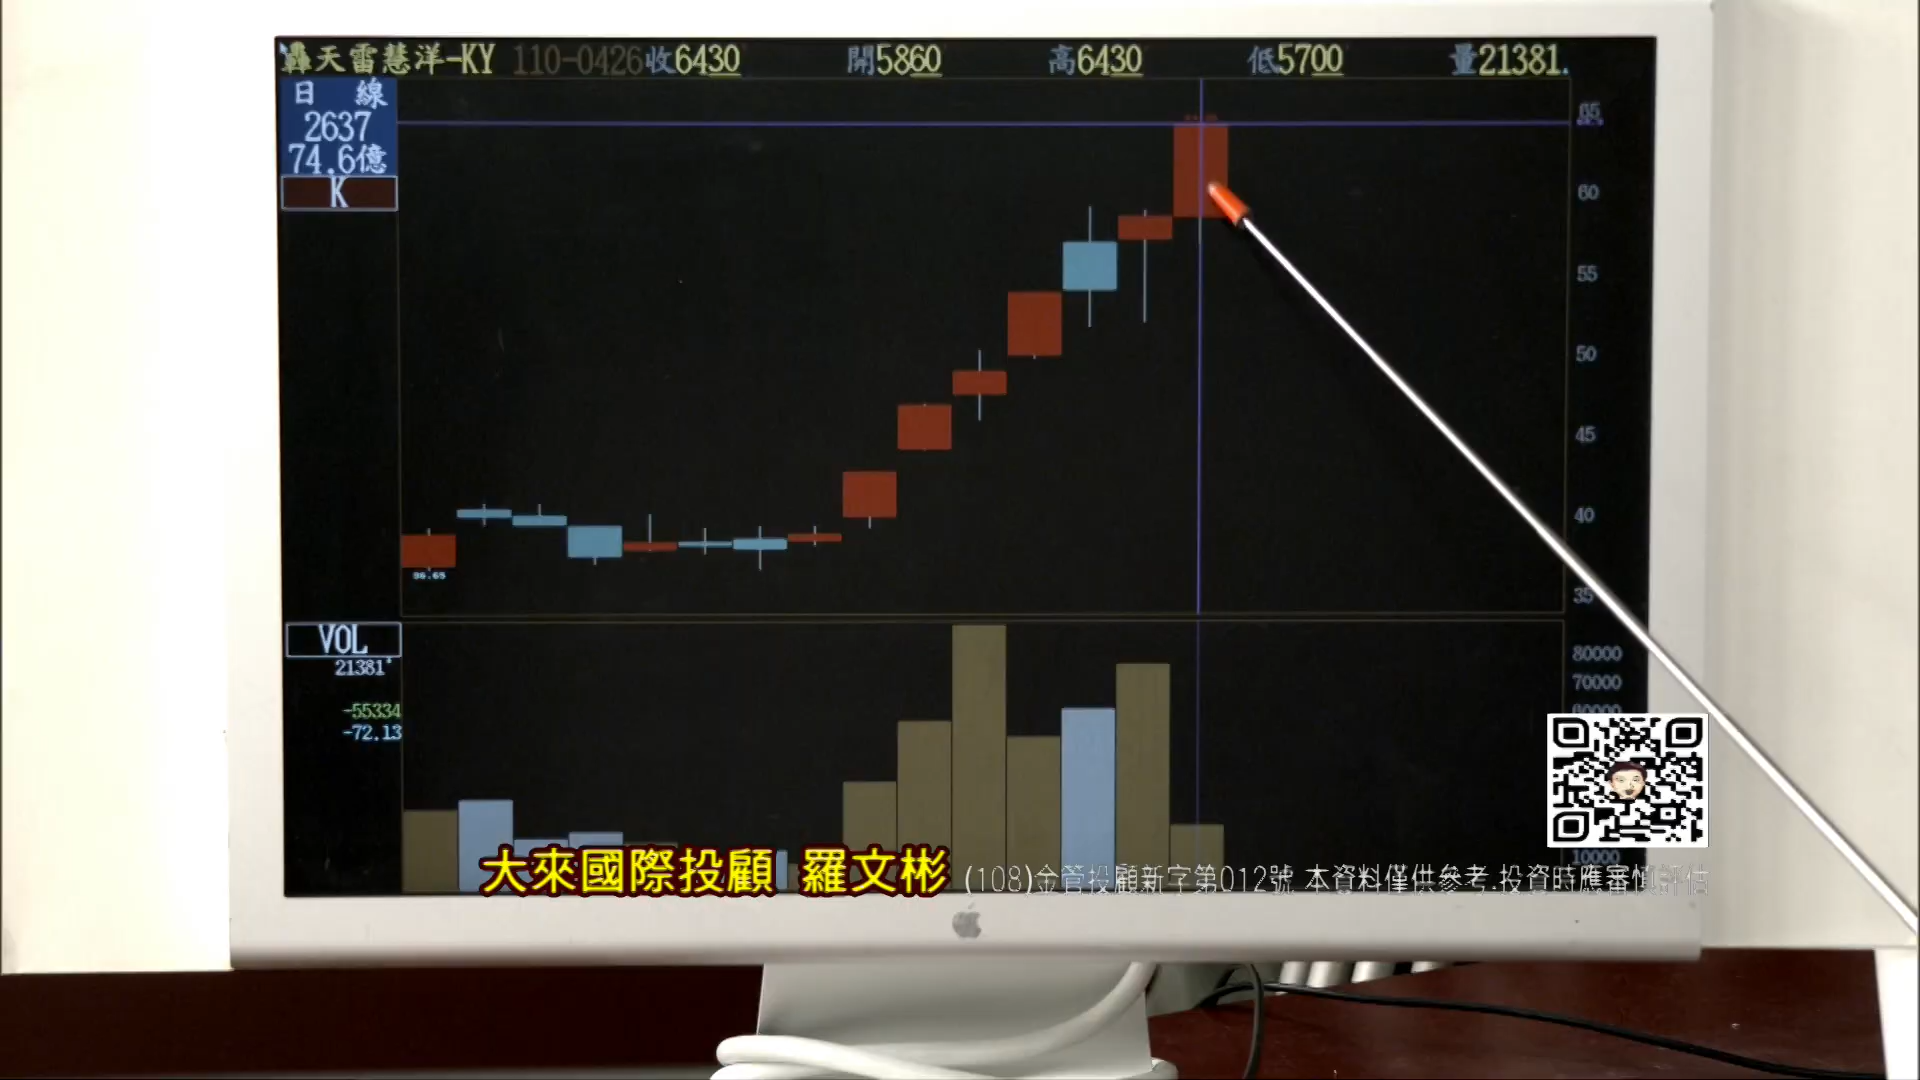 轟天雷慧洋-KY 110-0426收6430 開5860 高6430 低5700 量21381.
日 線
2637
74.6億
K
65
60
55
50
45
40
35
36.65
VOL
21381
-55334
-72.13
80000
70000
60000
10000
大來國際投顧 羅文彬 (108)金管投顧新字第012號 本資料僅供參考.投資時應審慎評估